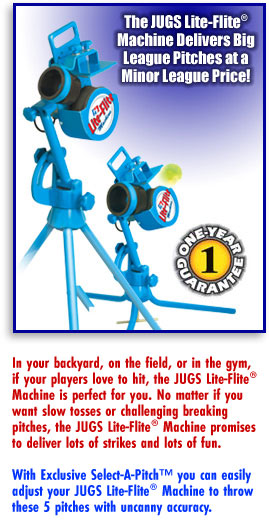 The JUGS Lite-Flite®
Machine Delivers Big
League Pitches at a
Minor League Price!
Lite-Flite
Lite-Flite
ONE-YEAR
1
GUARANTEE
In your backyard, on the field, or in the gym,
if your players love to hit, the JUGS Lite-Flite®
Machine is perfect for you. No matter if you
want slow tosses or challenging breaking
pitches, the JUGS Lite-Flite® Machine promises
to deliver lots of strikes and lots of fun.
With Exclusive Select-A-Pitch™ you can easily
adjust your JUGS Lite-Flite® Machine to throw
these 5 pitches with uncanny accuracy.